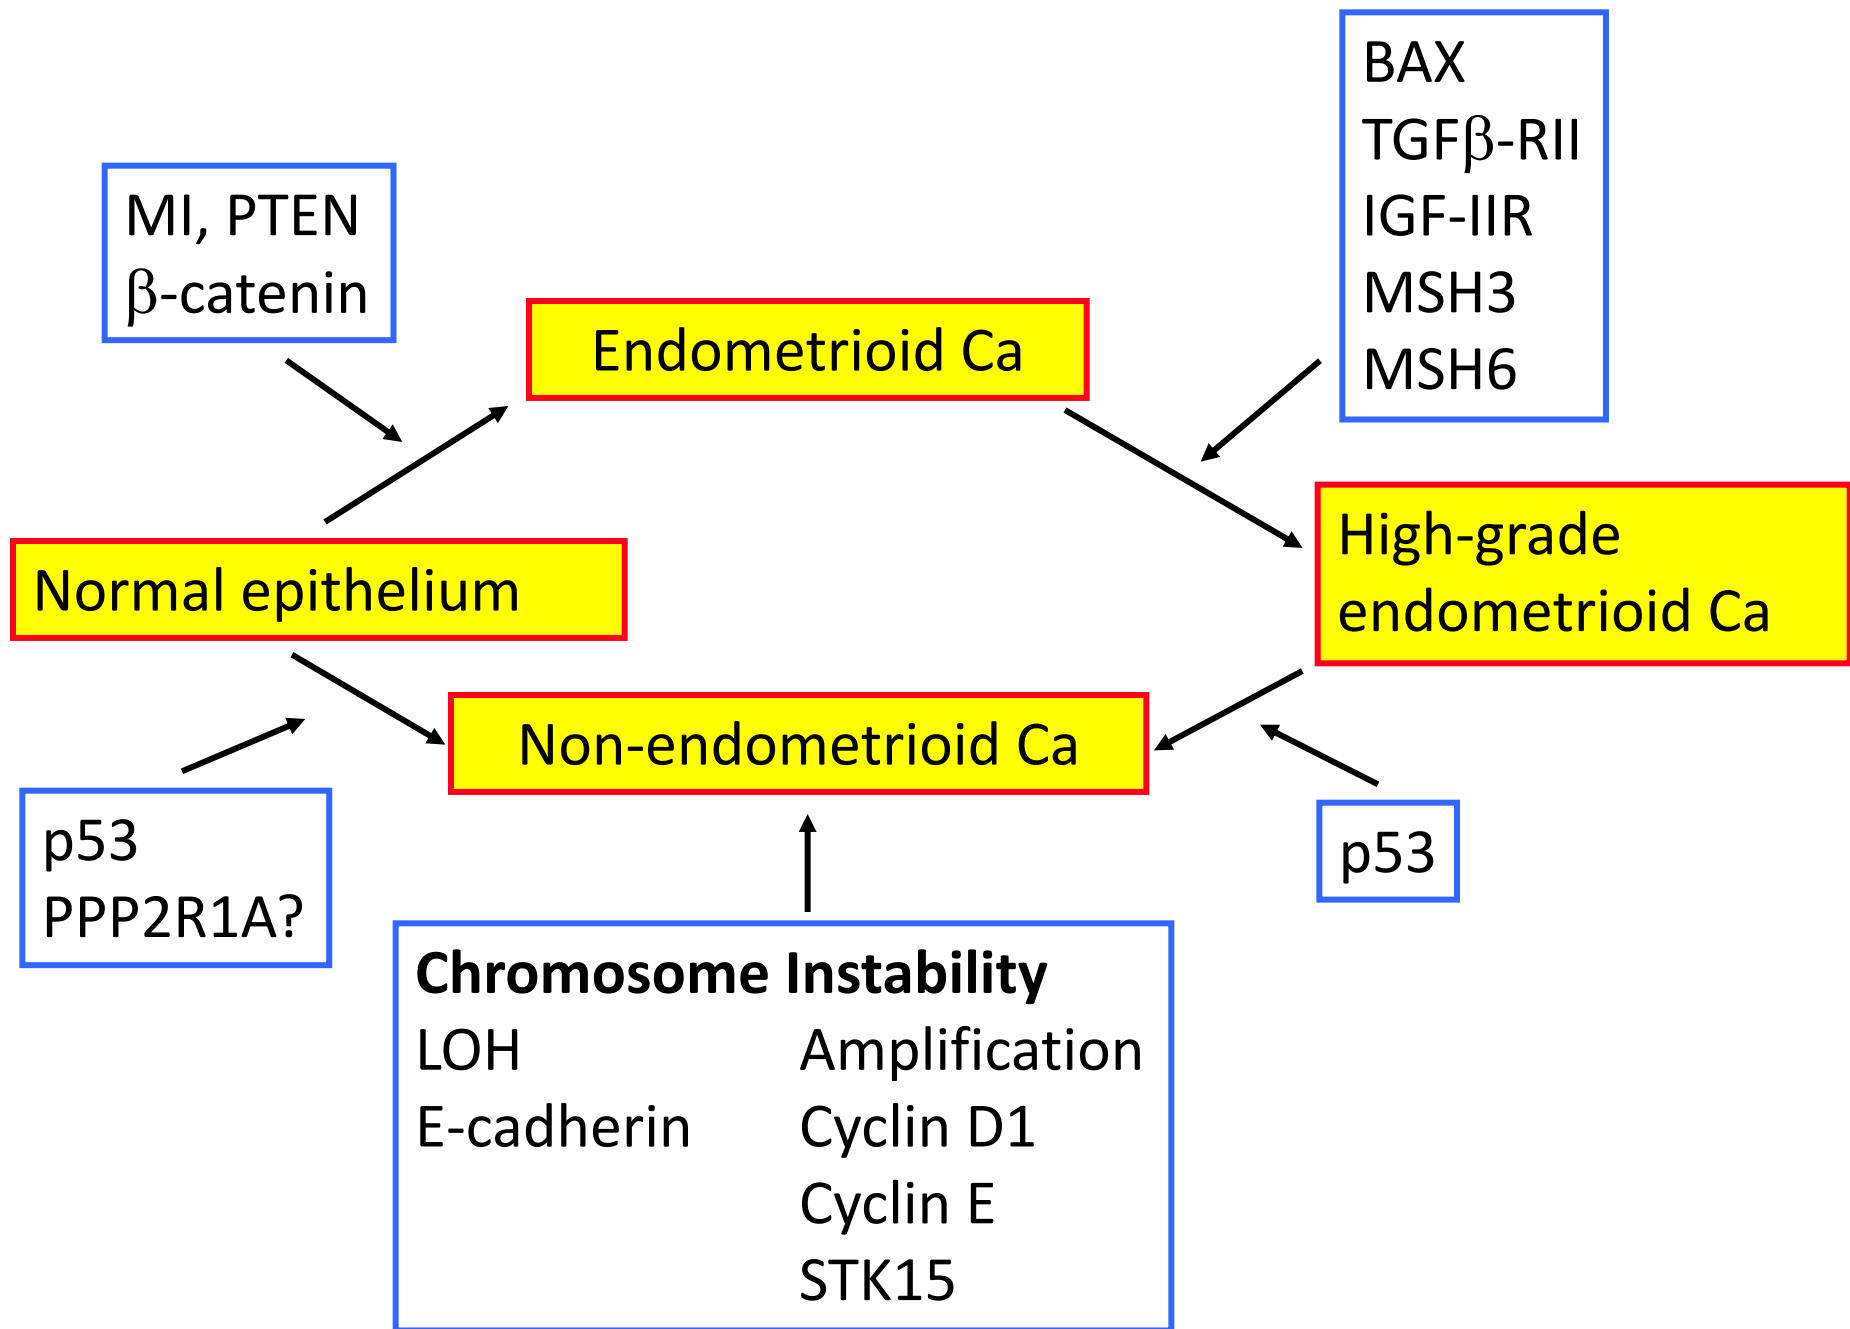 BAX
TGFβ-RII
IGF-IIR
MSH3
MSH6
MI, PTEN
β-catenin
Endometrioid Ca
High-grade
endometrioid Ca
Normal epithelium
Non-endometrioid Ca
p53
PPP2R1A?
p53
Chromosome Instability
LOH Amplification
E-cadherin Cyclin D1
Cyclin E
STK15